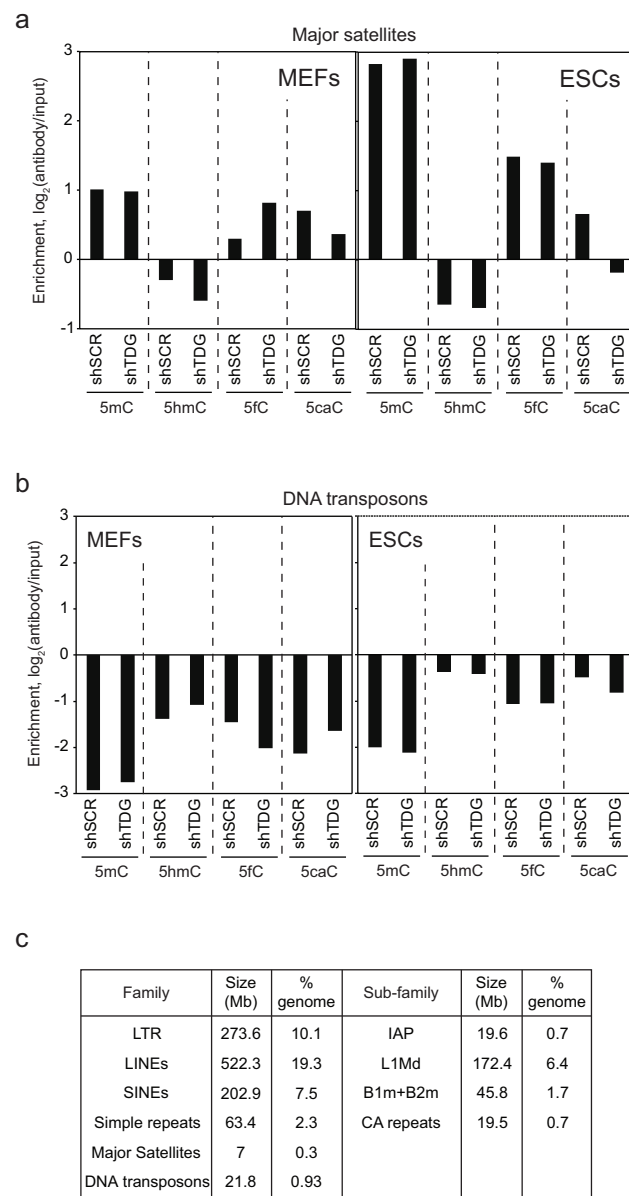 a
Major satellites
MEFs
ESCs
Enrichment, log2(antibody/input)
3
2
1
0
-1
shSCR shTDG shSCR shTDG shSCR shTDG shSCR shTDG shSCR shTDG shSCR shTDG shSCR shTDG shSCR shTDG
5mC 5hmC 5fC 5caC 5mC 5hmC 5fC 5caC
b
DNA transposons
MEFs
ESCs
Enrichment, log2(antibody/input)
3
2
1
0
-1
-2
-3
shSCR shTDG shSCR shTDG shSCR shTDG shSCR shTDG shSCR shTDG shSCR shTDG shSCR shTDG shSCR shTDG
5mC 5hmC 5fC 5caC 5mC 5hmC 5fC 5caC
c
Family Size (Mb) % genome Sub-family Size (Mb) % genome
LTR 273.6 10.1 IAP 19.6 0.7
LINEs 522.3 19.3 L1Md 172.4 6.4
SINEs 202.9 7.5 B1m+B2m 45.8 1.7
Simple repeats 63.4 2.3 CA repeats 19.5 0.7
Major Satellites 7 0.3
DNA transposons 21.8 0.93